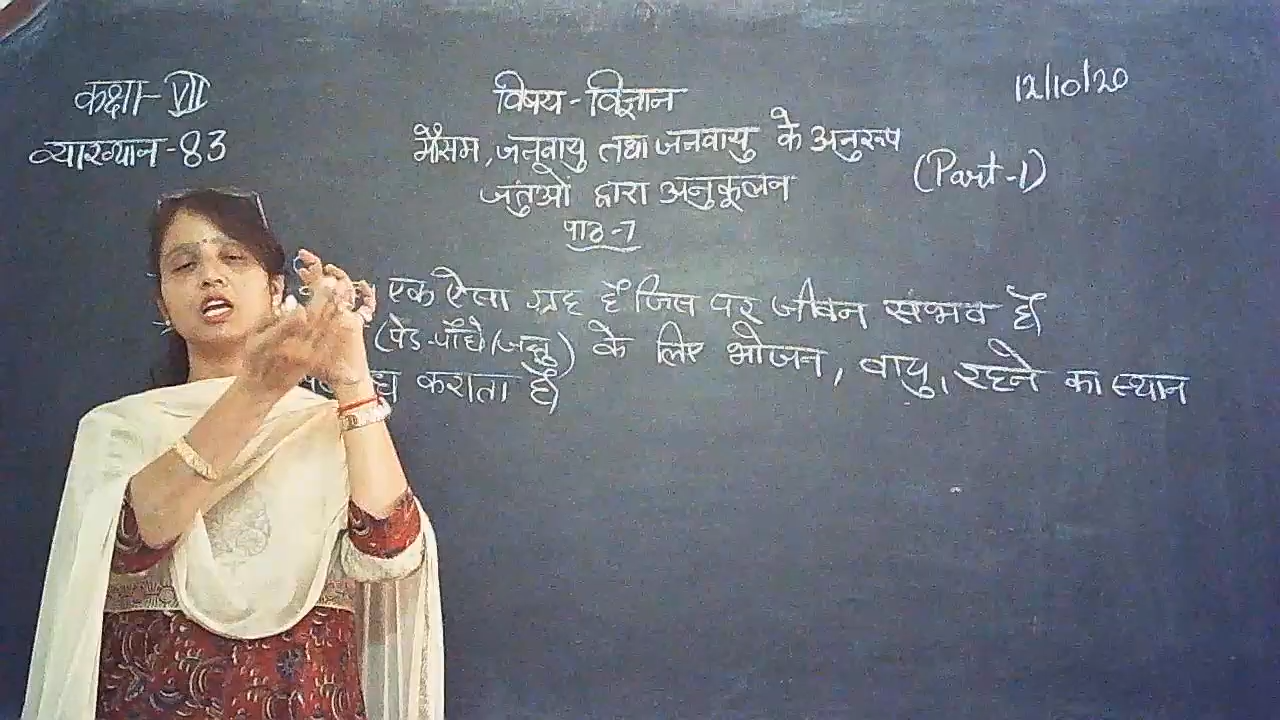 कक्षा-VII
व्याख्यान-83
विषय-विज्ञान
12/10/20
मौसम, जलवायु तथा जलवायु के अनुरूप
जंतुओं द्वारा अनुकूलन
(Part-1)
पाठ-7
एक ऐसा ग्रह है जिस पर जीवन संभव है
(पेड़-पौधे/जन्तु) के लिए भोजन, वायु, रहने का स्थान
कराता है